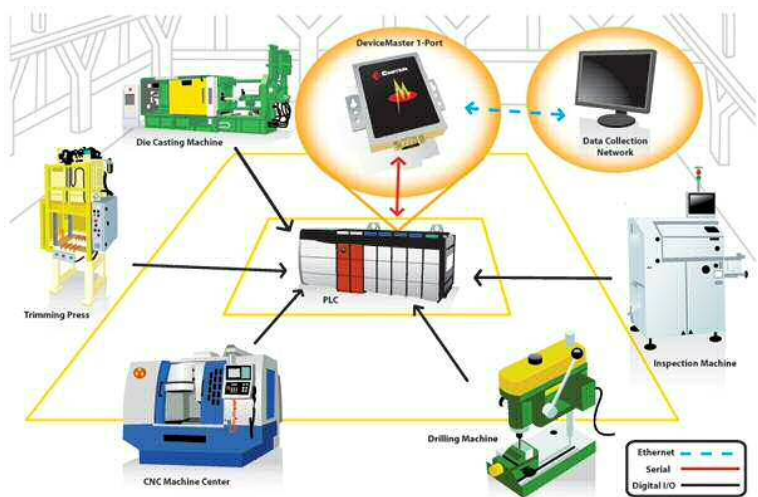 DeviceMaster 1-Port
Die Casting Machine
Data Collection
Network
Trimming Press
PLC
Inspection Machine
Drilling Machine
CNC Machine Center
Ethernet
Serial
Digital I/O